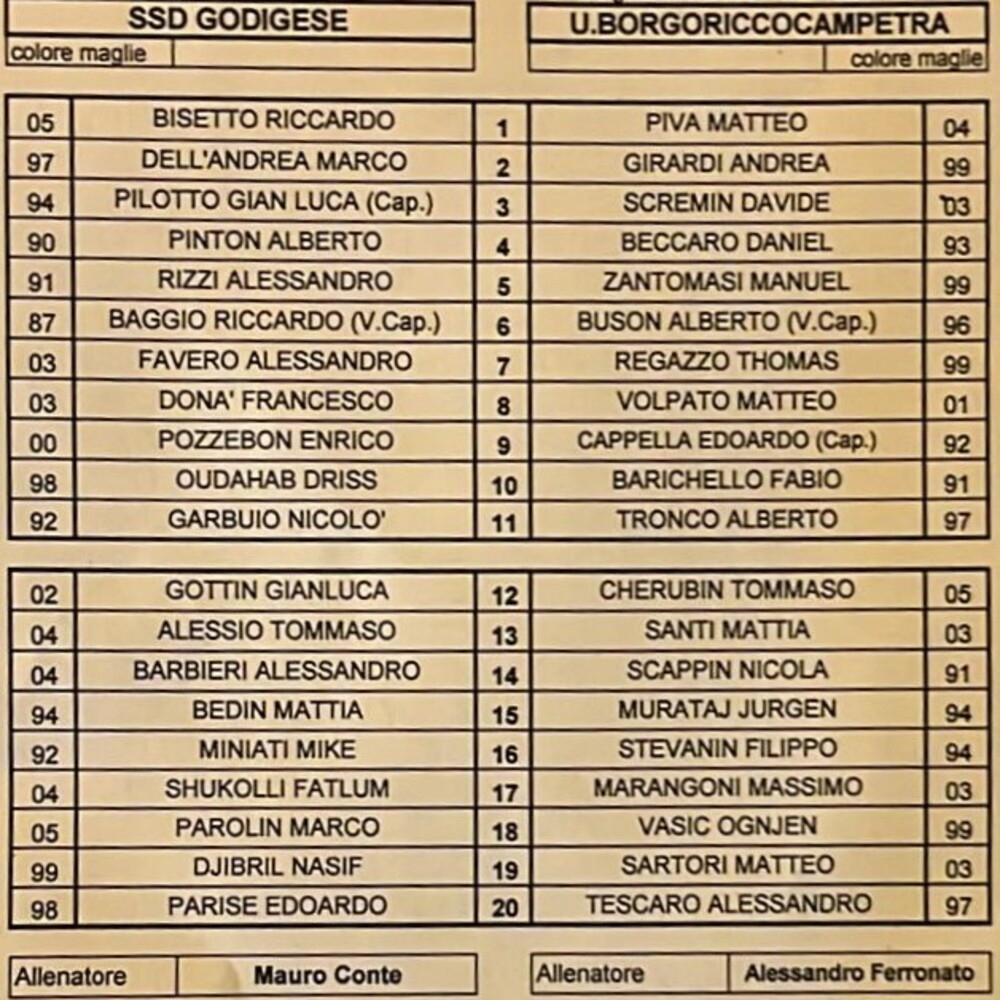 SSD GODIGESE U.BORGORICCOCAMPETRA
colore maglie colore maglie
05 BISETTO RICCARDO 1 PIVA MATTEO 04
97 DELL'ANDREA MARCO 2 GIRARDI ANDREA 99
94 PILOTTO GIAN LUCA (Cap.) 3 SCREMIN DAVIDE 03
90 PINTON ALBERTO 4 BECCARO DANIEL 93
91 RIZZI ALESSANDRO 5 ZANTOMASI MANUEL 99
87 BAGGIO RICCARDO (V.Cap.) 6 BUSON ALBERTO (V.Cap.) 96
03 FAVERO ALESSANDRO 7 REGAZZO THOMAS 99
03 DONA' FRANCESCO 8 VOLPATO MATTEO 01
00 POZZEBON ENRICO 9 CAPPELLA EDOARDO (Cap.) 92
98 OUDAHAB DRISS 10 BARICHELLO FABIO 91
92 GARBUIO NICOLO' 11 TRONCO ALBERTO 97
02 GOTTIN GIANLUCA 12 CHERUBIN TOMMASO 05
04 ALESSIO TOMMASO 13 SANTI MATTIA 03
04 BARBIERI ALESSANDRO 14 SCAPPIN NICOLA 91
94 BEDIN MATTIA 15 MURATAJ JURGEN 94
92 MINIATI MIKE 16 STEVANIN FILIPPO 94
04 SHUKOLLI FATLUM 17 MARANGONI MASSIMO 03
05 PAROLIN MARCO 18 VASIC OGNJEN 99
99 DJIBRIL NASIF 19 SARTORI MATTEO 03
98 PARISE EDOARDO 20 TESCARO ALESSANDRO 97
Allenatore Mauro Conte Allenatore Alessandro Ferronato